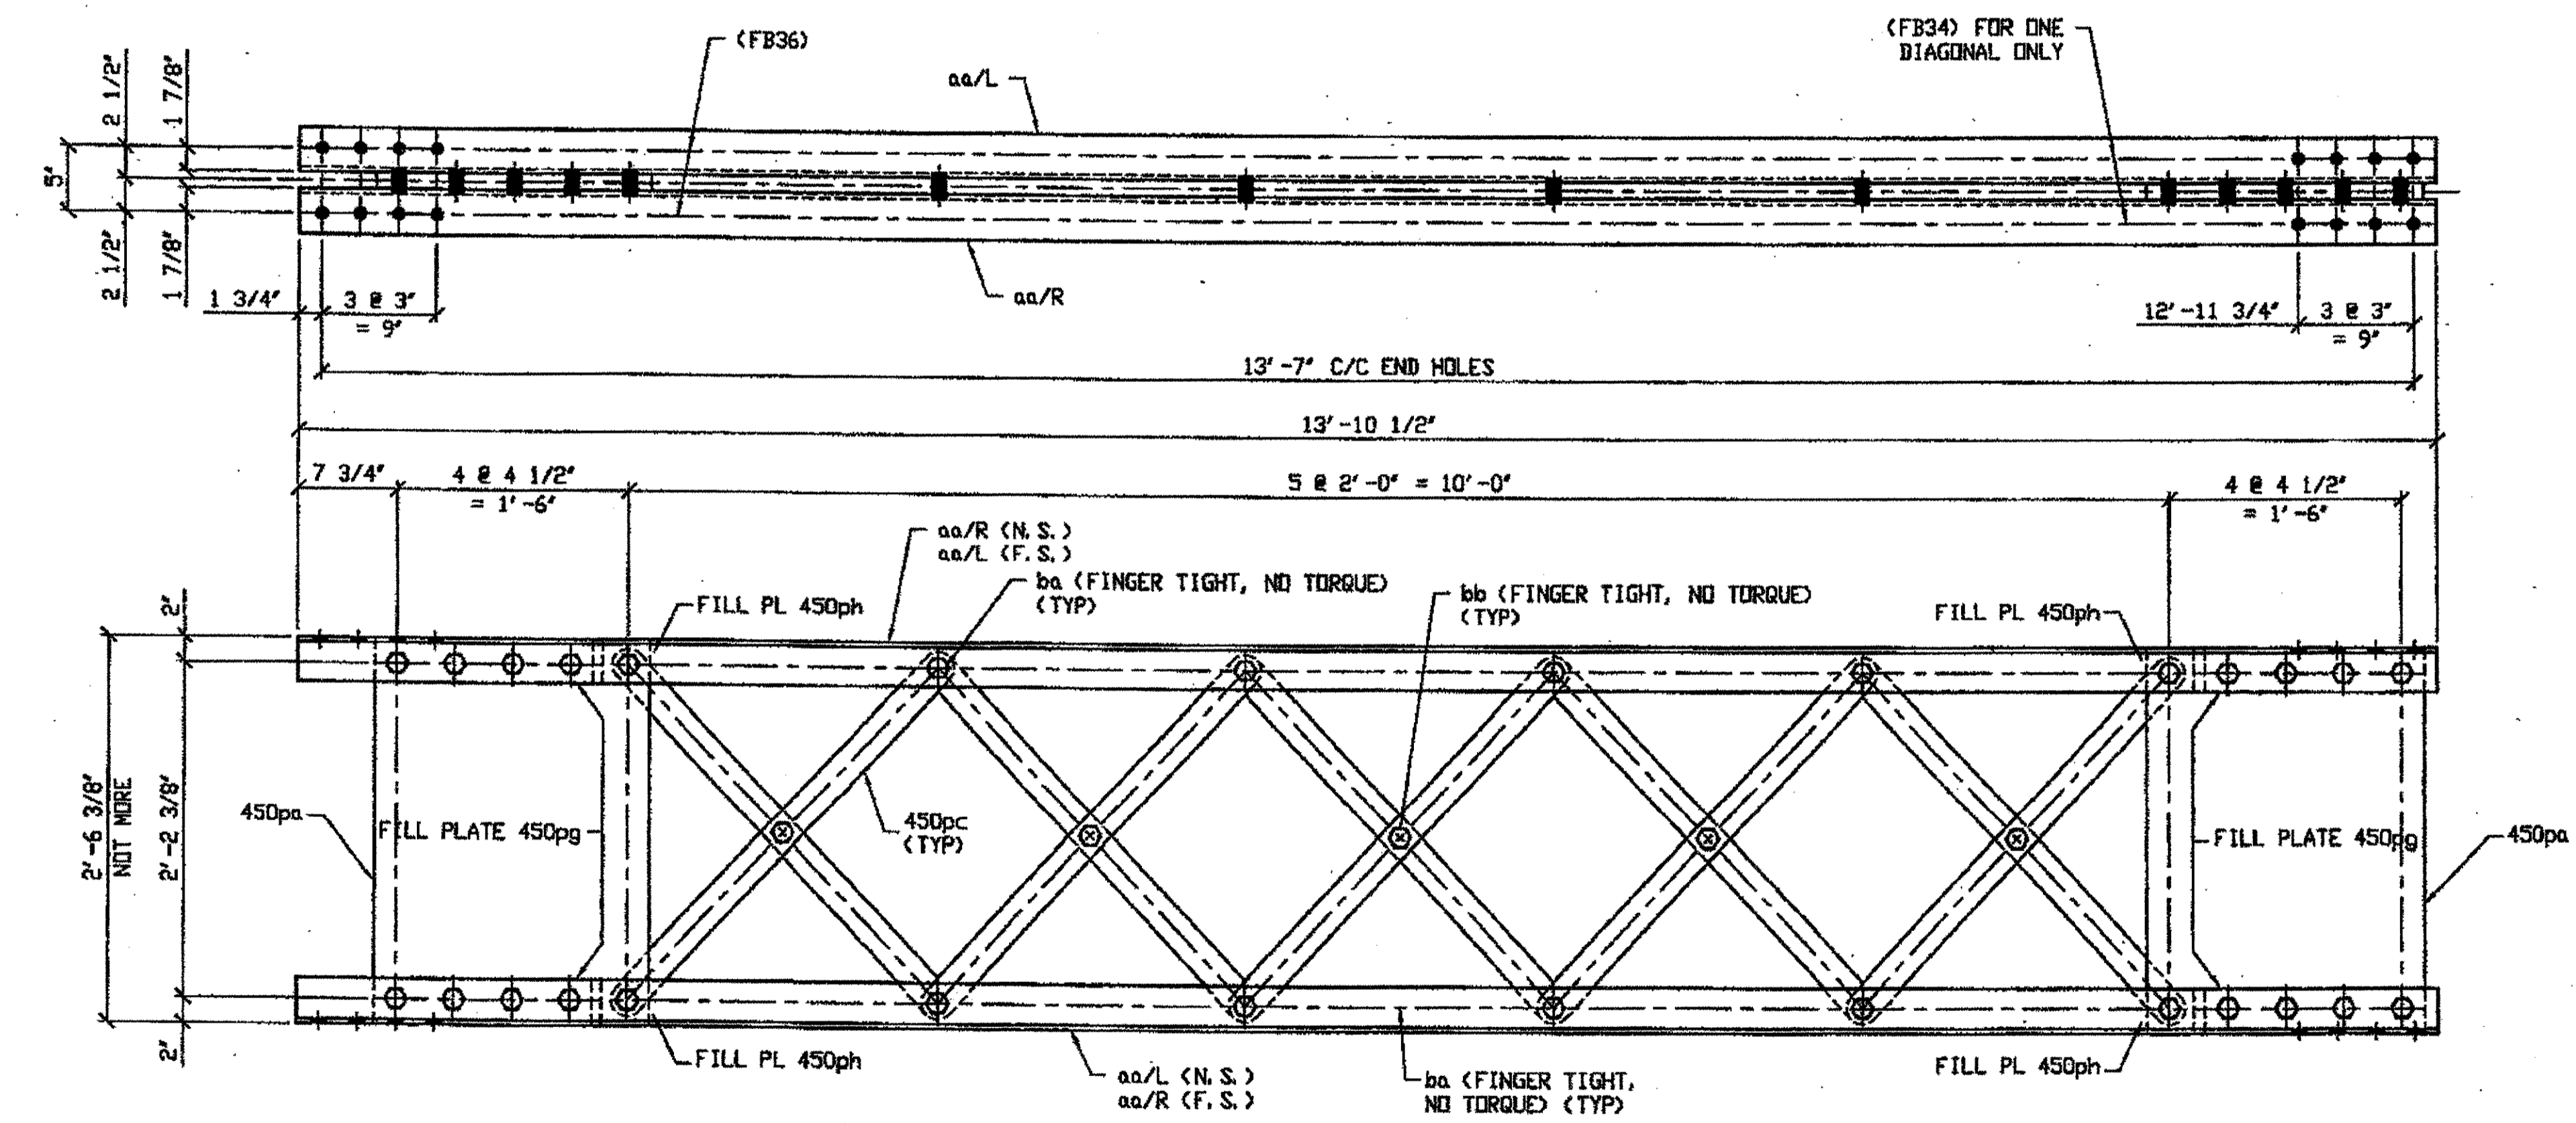 (FB36)
(FB34) FOR ONE
DIAGONAL ONLY
aa/L
2 1/2"
1 7/8"
5"
2 1/2"
1 7/8"
1 3/4"
3 @ 3"
= 9"
aa/R
12'-11 3/4"
3 @ 3"
= 9"
13'-7" C/C END HOLES
13'-10 1/2"
7 3/4"
4 @ 4 1/2"
= 1'-6"
5 @ 2'-0" = 10'-0"
4 @ 4 1/2"
= 1'-6"
aa/R (N.S.)
aa/L (F.S.)
ba (FINGER TIGHT, NO TORQUE)
(TYP)
bb (FINGER TIGHT, NO TORQUE)
(TYP)
FILL PL 450ph
FILL PL 450ph
2"
2'-6 3/8"
NOT MORE
2'-2 3/8"
2"
450pa
FILL PLATE 450pg
450pc
(TYP)
FILL PLATE 450pg
450pa
FILL PL 450ph
FILL PL 450ph
aa/L (N.S.)
aa/R (F.S.)
ba (FINGER TIGHT,
NO TORQUE) (TYP)